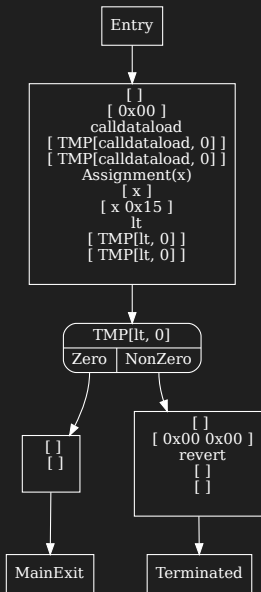 Entry
[ ]
[ 0x00 ]
calldataload
[ TMP[calldataload, 0] ]
[ TMP[calldataload, 0] ]
Assignment(x)
[ x ]
[ x 0x15 ]
lt
[ TMP[lt, 0] ]
[ TMP[lt, 0] ]
TMP[lt, 0]
Zero NonZero
[ ]
[ ]
[ ]
[ 0x00 0x00 ]
revert
[ ]
[ ]
MainExit
Terminated